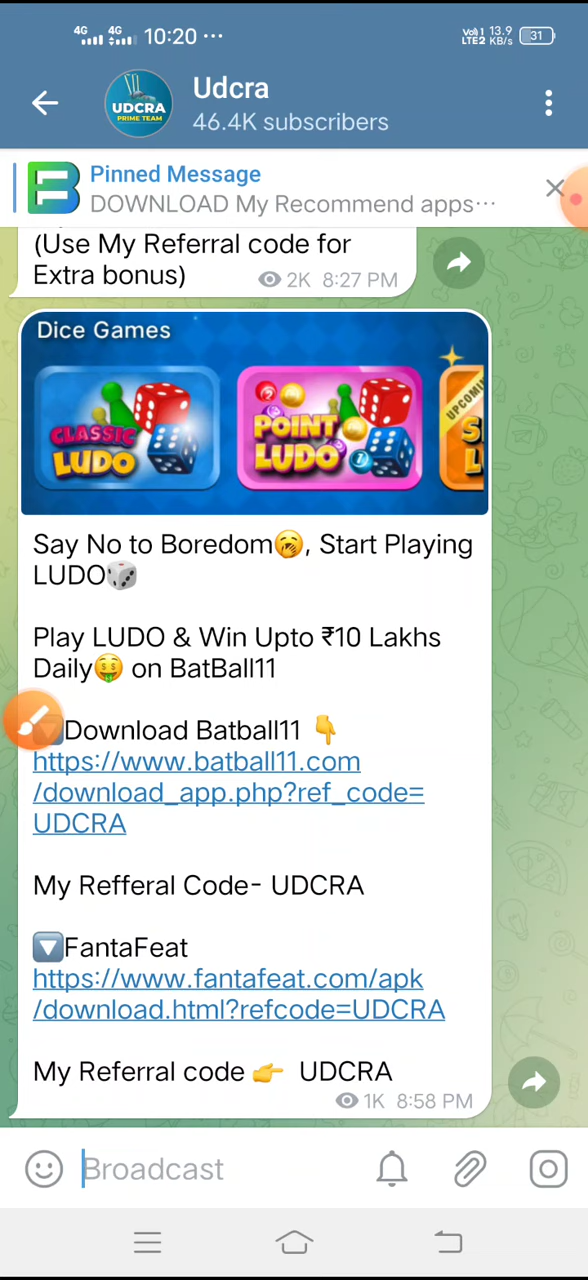 4G 4G 10:20 ··· Vo)) 1 LTE2 13.9 KB/s 31
UDCRA
PRIME TEAM
Udcra
46.4K subscribers
Pinned Message
DOWNLOAD My Recommend apps···
(Use My Referral code for
Extra bonus) 2K 8:27 PM
Dice Games
UPCOMING
CLASSIC
LUDO
POINT
LUDO
Say No to Boredom🥱, Start Playing
LUDO🎲
Play LUDO & Win Upto ₹10 Lakhs
Daily🤑 on BatBall11
🔽Download Batball11 👇
https://www.batball11.com
/download_app.php?ref_code=
UDCRA
My Refferal Code- UDCRA
🔽FantaFeat
https://www.fantafeat.com/apk
/download.html?refcode=UDCRA
My Referral code 👉 UDCRA
1K 8:58 PM
Broadcast